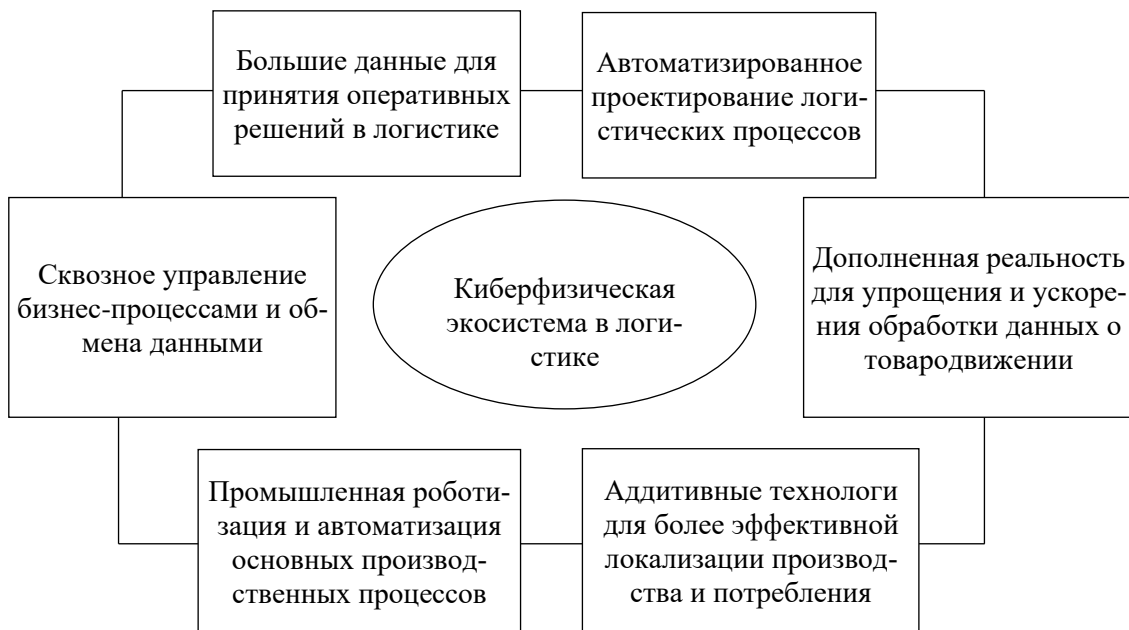 Большие данные для
принятия оперативных
решений в логистике
Автоматизированное
проектирование логи-
стических процессов
Сквозное управление
бизнес-процессами и об-
мена данными
Киберфизическая
экосистема в логи-
стике
Дополненная реальность
для упрощения и ускоре-
ния обработки данных о
товародвижении
Промышленная роботи-
зация и автоматизация
основных производ-
ственных процессов
Аддитивные технологи
для более эффективной
локализации производ-
ства и потребления